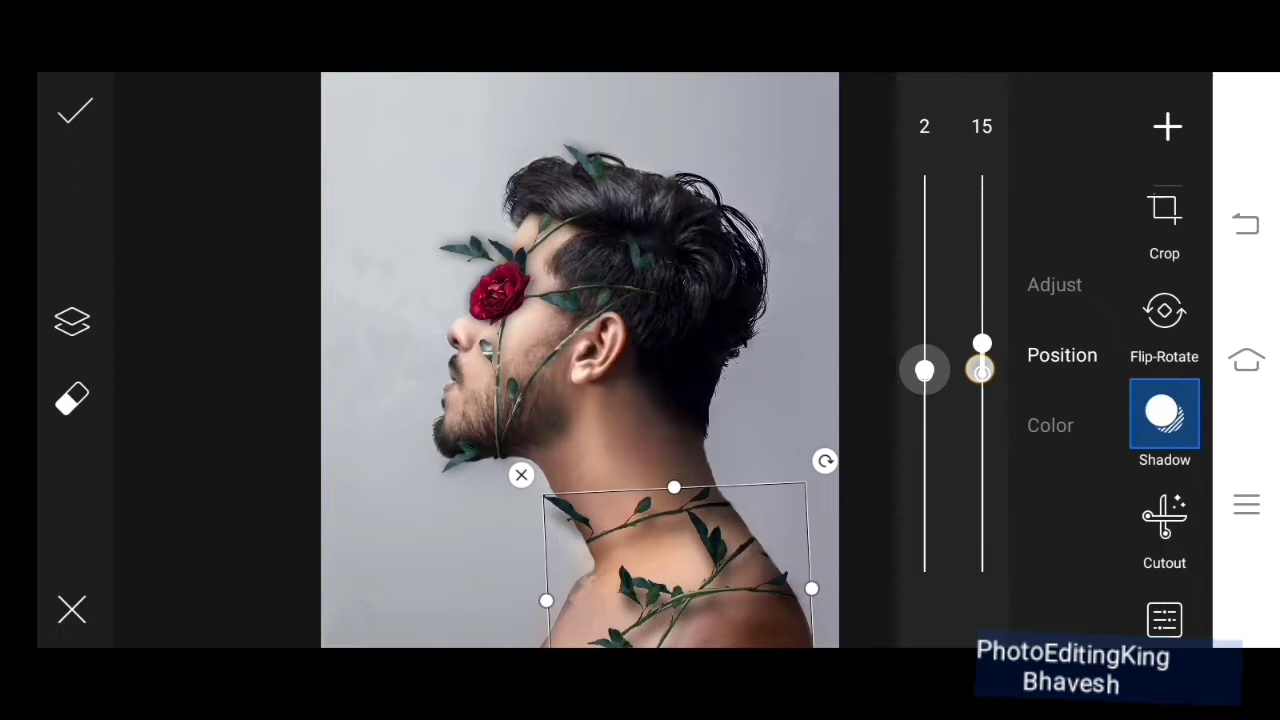 2 15
Crop
Adjust
Position
Flip-Rotate
Color
Shadow
Cutout
PhotoEditingKing
Bhavesh